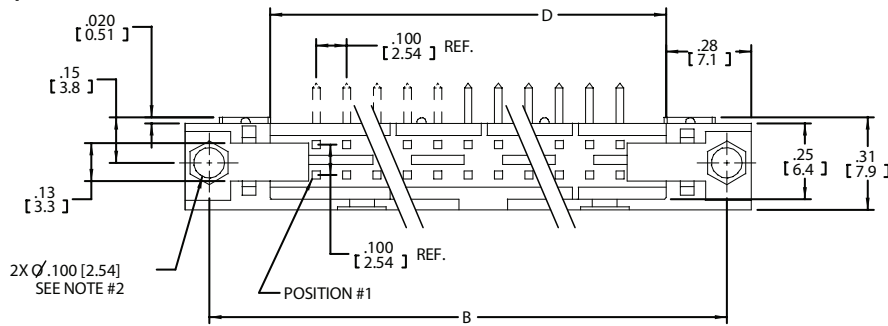 D
.020
[0.51]
.100
[2.54]
REF.
.28
[7.1]
.15
[3.8]
.13
[3.3]
.25
[6.4]
.31
[7.9]
.100
[2.54]
REF.
2X Ø .100 [2.54]
SEE NOTE #2
POSITION #1
B